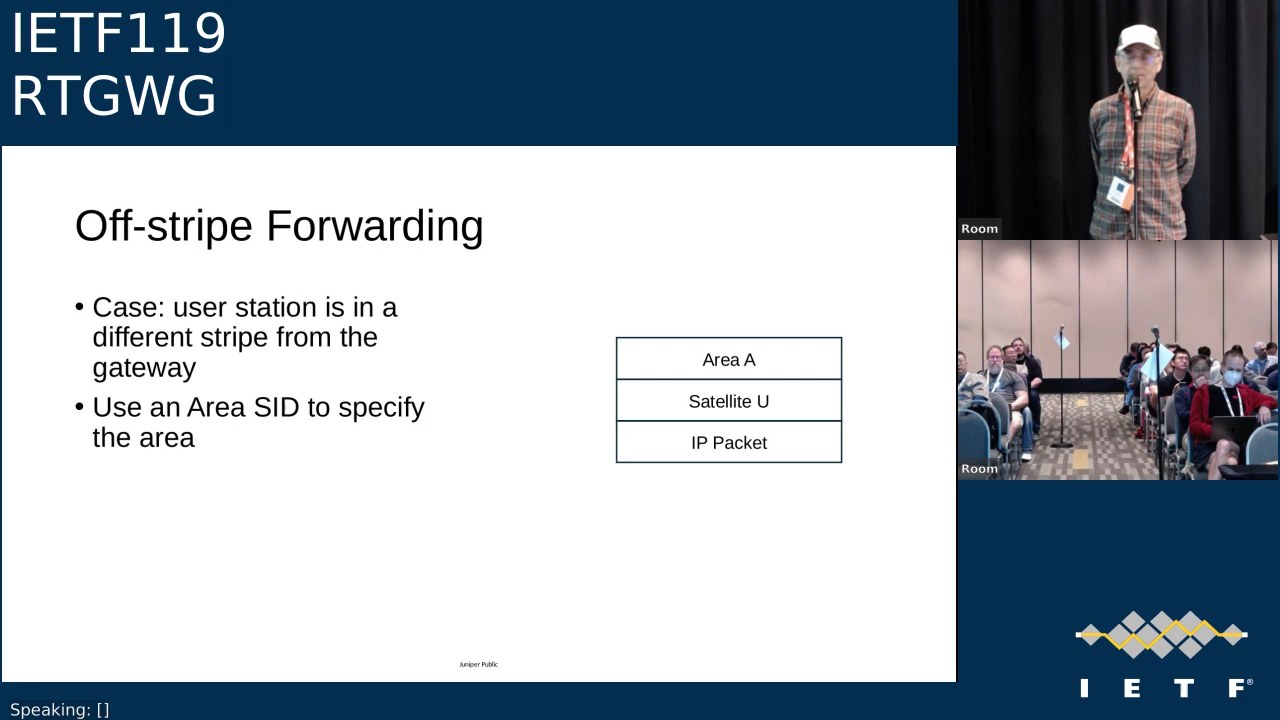 IETF119
RTGWG
Off-stripe Forwarding
• Case: user station is in a
different stripe from the
gateway
• Use an Area SID to specify
the area
Area A
Satellite U
IP Packet
Juniper Public
Room
Room
I E T F®
Speaking: []